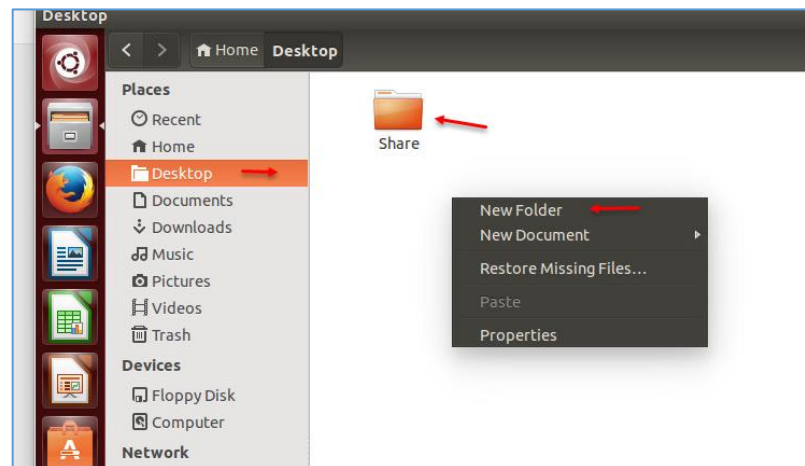 Desktop
Home Desktop
Places
Recent
Home
Desktop
Documents
Downloads
Music
Pictures
Videos
Trash
Devices
Floppy Disk
Computer
Network
Share
New Folder
New Document
Restore Missing Files...
Paste
Properties